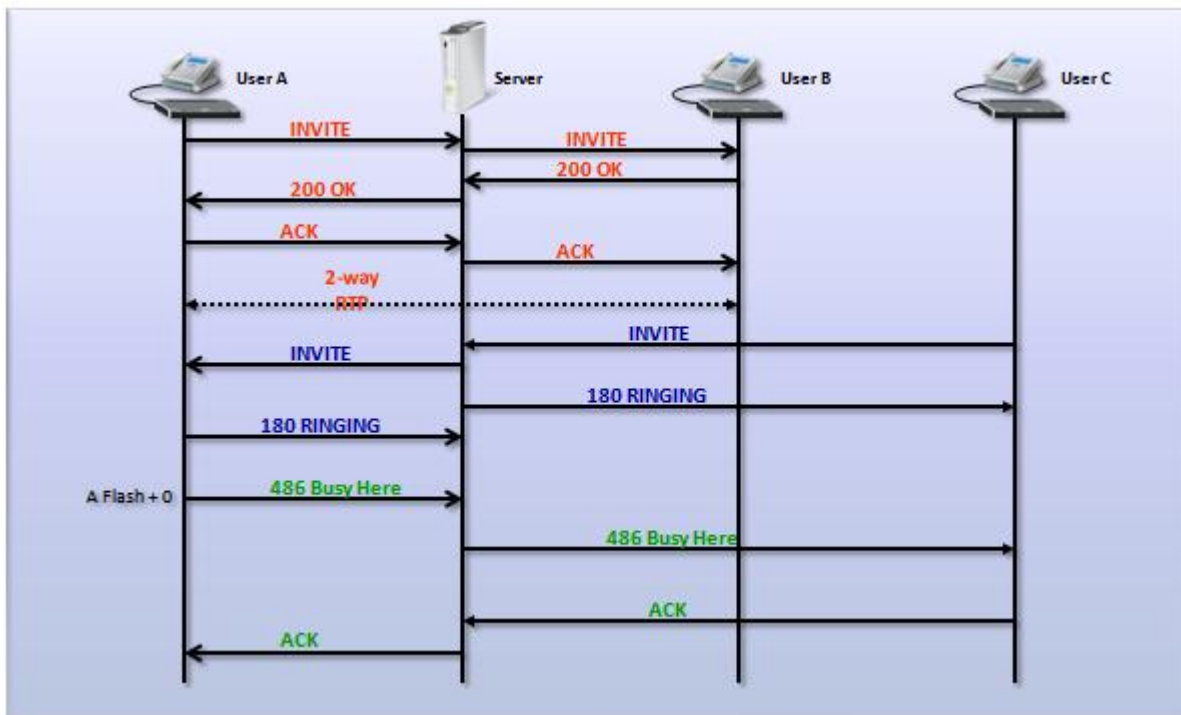 User A
Server
User B
User C
INVITE
INVITE
200 OK
200 OK
ACK
ACK
2-way
RTP
INVITE
INVITE
180 RINGING
180 RINGING
A Flash + 0
486 Busy Here
486 Busy Here
ACK
ACK